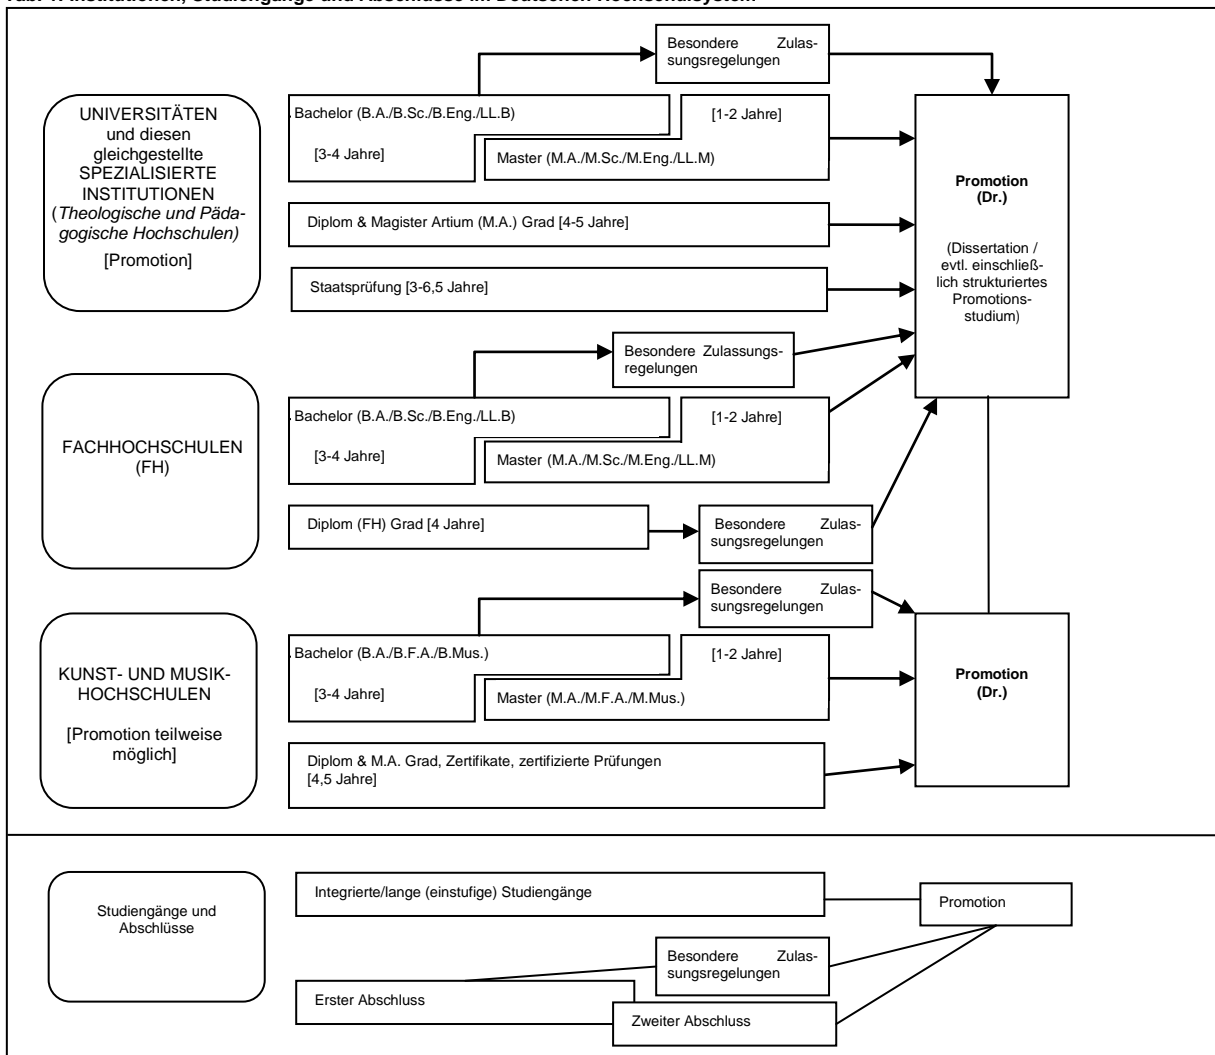 Tab. 1: Institutionen, Studiengänge und Abschlüsse im Deutschen Hochschulsystem
Besondere Zulas-
sungsregelungen
UNIVERSITÄTEN
und diesen
gleichgestellte
SPEZIALISIERTE
INSTITUTIONEN
(Theologische und Päda-
gogische Hochschulen)
[Promotion]
Bachelor (B.A./B.Sc./B.Eng./LL.B)
[3-4 Jahre]
[1-2 Jahre]
Master (M.A./M.Sc./M.Eng./LL.M)
Diplom & Magister Artium (M.A.) Grad [4-5 Jahre]
Staatsprüfung [3-6,5 Jahre]
Promotion
(Dr.)
(Dissertation /
evtl. einschließ-
lich strukturiertes
Promotions-
studium)
Besondere Zulassungs-
regelungen
FACHHOCHSCHULEN
(FH)
Bachelor (B.A./B.Sc./B.Eng./LL.B)
[3-4 Jahre]
[1-2 Jahre]
Master (M.A./M.Sc./M.Eng./LL.M)
Diplom (FH) Grad [4 Jahre]
Besondere Zulas-
sungsregelungen
Besondere Zulas-
sungsregelungen
KUNST- UND MUSIK-
HOCHSCHULEN
[Promotion teilweise
möglich]
Bachelor (B.A./B.F.A./B.Mus.)
[3-4 Jahre]
[1-2 Jahre]
Master (M.A./M.F.A./M.Mus.)
Diplom & M.A. Grad, Zertifikate, zertifizierte Prüfungen
[4,5 Jahre]
Promotion
(Dr.)
Studiengänge und
Abschlüsse
Integrierte/lange (einstufige) Studiengänge
Promotion
Besondere Zulas-
sungsregelungen
Erster Abschluss
Zweiter Abschluss